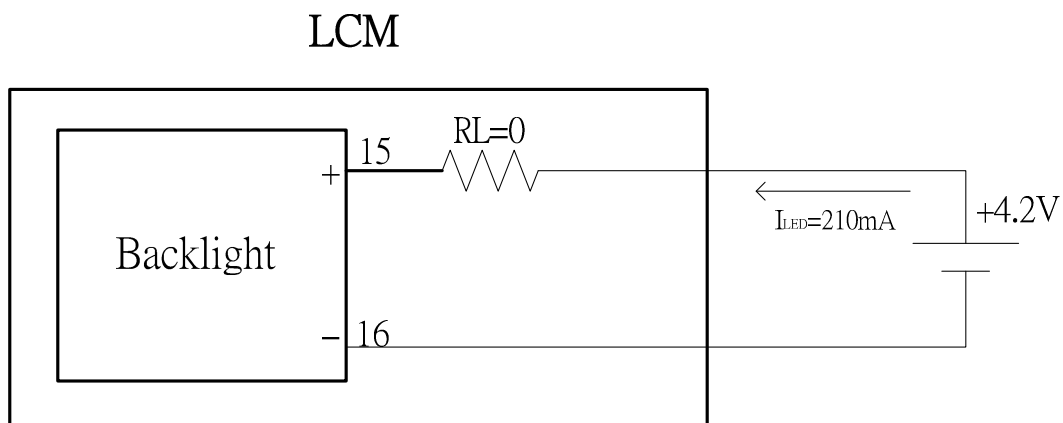 LCM
RL=0
15
+
+4.2V
ILED=210mA
Backlight
16
−